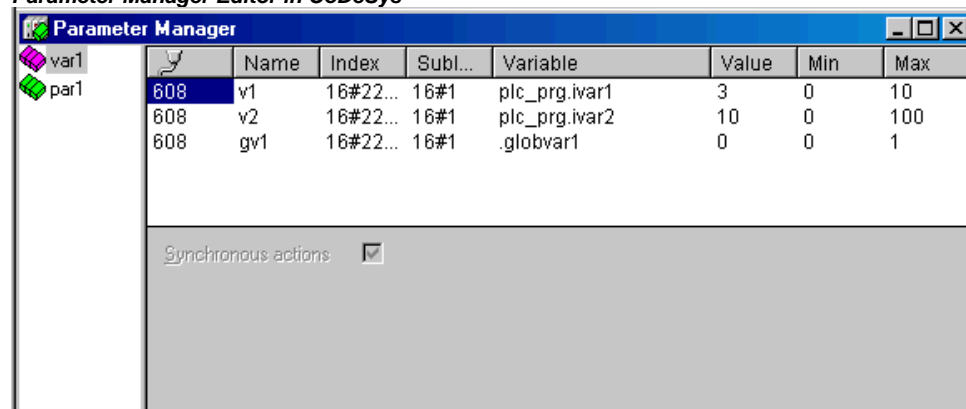 Parameter Manager Editor in CoDeSys
Parameter Manager
var1
par1
Name Index Subl... Variable Value Min Max
608 v1 16#22... 16#1 plc_prg.ivar1 3 0 10
608 v2 16#22... 16#1 plc_prg.ivar2 10 0 100
608 gv1 16#22... 16#1 .globvar1 0 0 1
Synchronous actions